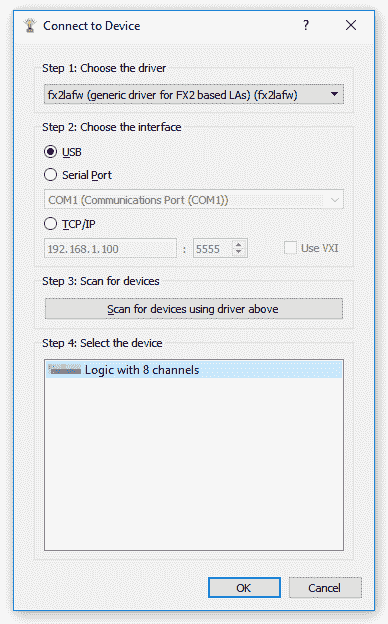 Connect to Device
?
Step 1: Choose the driver
fx2lafw (generic driver for FX2 based LAs) (fx2lafw)
Step 2: Choose the interface
USB
Serial Port
COM1 (Communications Port (COM1))
TCP/IP
192.168.1.100 : 5555 Use VXI
Step 3: Scan for devices
Scan for devices using driver above
Step 4: Select the device
Logic with 8 channels
OK Cancel